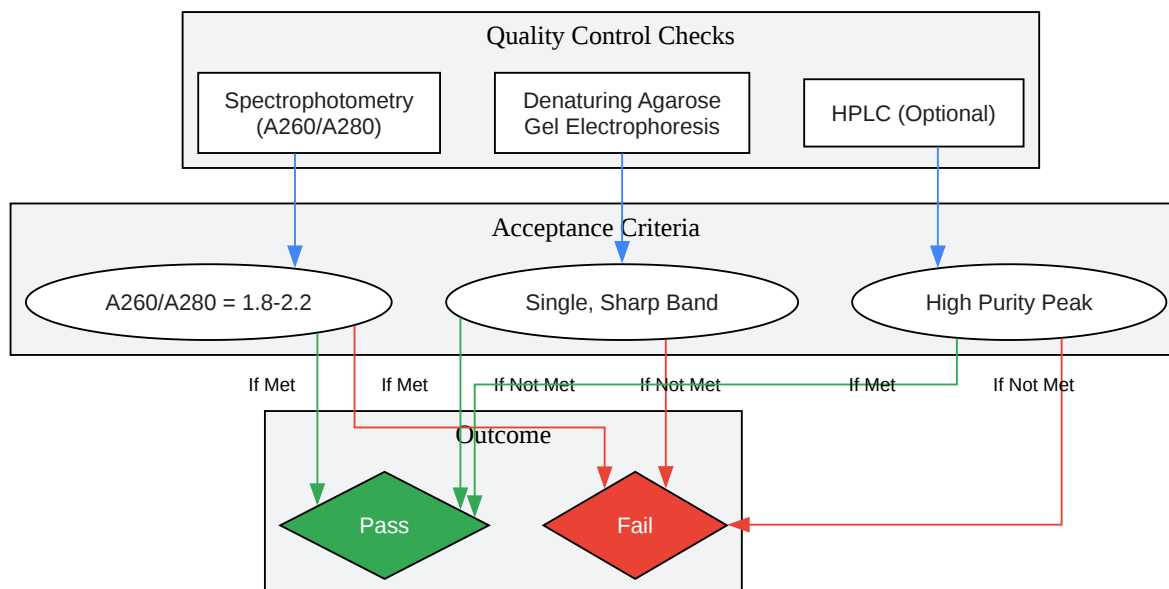 Quality Control Checks
Spectrophotometry
(A260/A280)
Denaturing Agarose
Gel Electrophoresis
HPLC (Optional)
Acceptance Criteria
A260/A280 = 1.8-2.2
Single, Sharp Band
High Purity Peak
If Met
If Met
If Not Met
If Not Met
If Met
If Not Met
Outcome
Pass
Fail